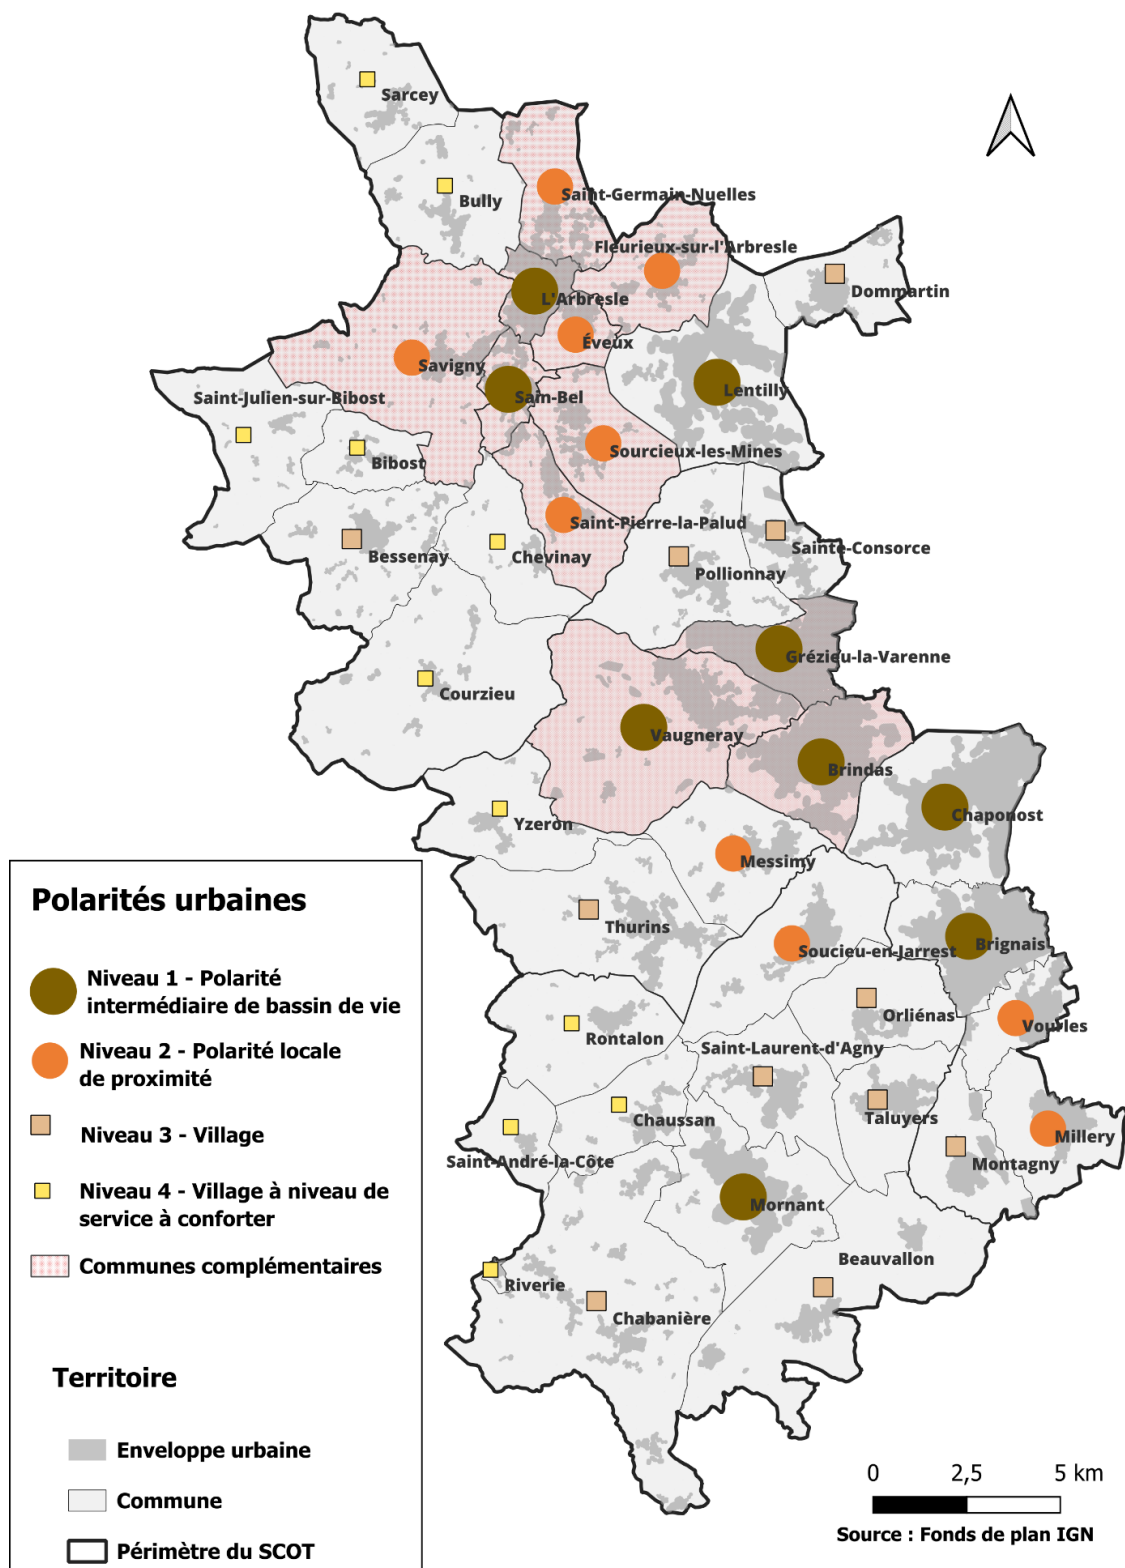 Sarcey
Bully
Saint-Germain-Nuelles
Fleurieux-sur-l'Arbresle
Dommartin
L'Arbresle
Éveux
Savigny
Lentilly
Sain-Bel
Saint-Julien-sur-Bibost
Sourcieux-les-Mines
Bibost
Saint-Pierre-la-Palud
Bessenay
Chevinay
Sainte-Consorce
Pollionnay
Grézieu-la-Varenne
Courzieu
Vaugneray
Brindas
Chaponost
Yzeron
Messimy
Thurins
Soucieu-en-Jarrest
Brignais
Orliénas
Vourles
Rontalon
Saint-Laurent-d'Agny
Chaussan
Taluyers
Millery
Saint-André-la-Côte
Montagny
Mornant
Beauvallon
Riverie
Chabanière
Polarités urbaines
Niveau 1 - Polarité
intermédiaire de bassin de vie
Niveau 2 - Polarité locale
de proximité
Niveau 3 - Village
Niveau 4 - Village à niveau de
service à conforter
Communes complémentaires
Territoire
Enveloppe urbaine
Commune
Périmètre du SCOT
0 2,5 5 km
Source : Fonds de plan IGN